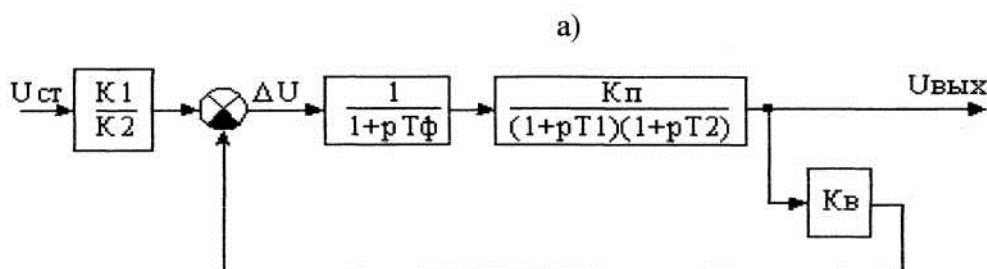 а)
Uст
K1
K2
ΔU
1
1+pTф
Kп
(1+pT1)(1+pT2)
Uвых
Kв